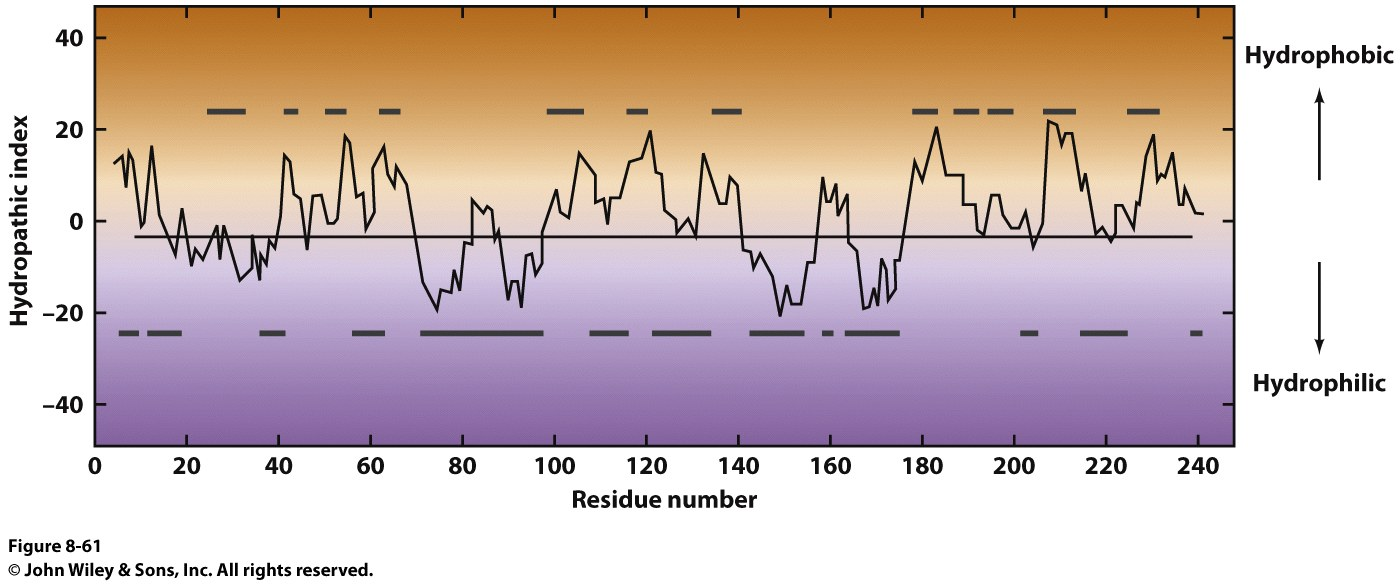 40
20
0
–20
–40
Hydropathic index
0 20 40 60 80 100 120 140 160 180 200 220 240
Residue number
Hydrophobic
Hydrophilic
Figure 8-61
© John Wiley & Sons, Inc. All rights reserved.